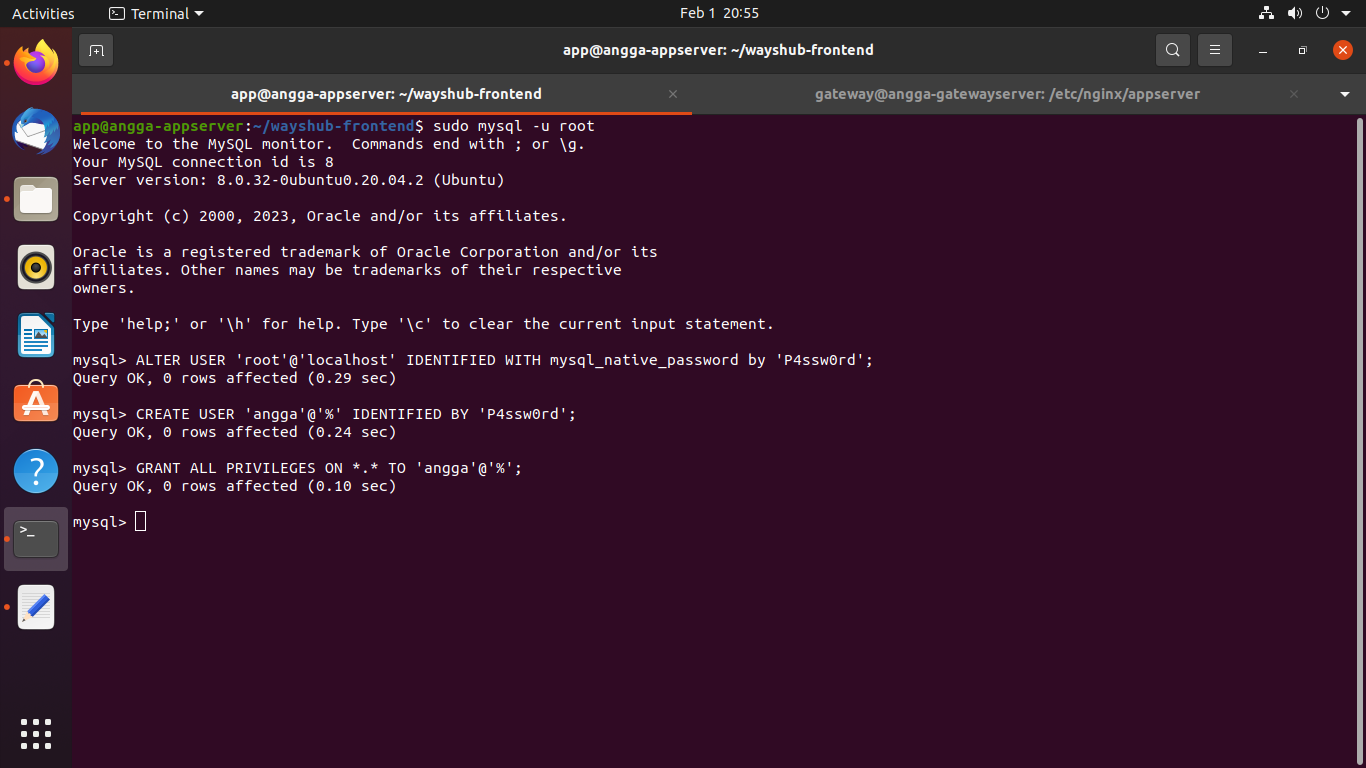 Activities
Terminal
Feb 1 20:55
app@angga-appserver: ~/wayshub-frontend
app@angga-appserver: ~/wayshub-frontend
gateway@angga-gatewayserver: /etc/nginx/appserver
app@angga-appserver:~/wayshub-frontend$ sudo mysql -u root
Welcome to the MySQL monitor.  Commands end with ; or \g.
Your MySQL connection id is 8
Server version: 8.0.32-0ubuntu0.20.04.2 (Ubuntu)
Copyright (c) 2000, 2023, Oracle and/or its affiliates.
Oracle is a registered trademark of Oracle Corporation and/or its
affiliates. Other names may be trademarks of their respective
owners.
Type 'help;' or '\h' for help. Type '\c' to clear the current input statement.
mysql> ALTER USER 'root'@'localhost' IDENTIFIED WITH mysql_native_password by 'P4ssw0rd';
Query OK, 0 rows affected (0.29 sec)
mysql> CREATE USER 'angga'@'%' IDENTIFIED BY 'P4ssw0rd';
Query OK, 0 rows affected (0.24 sec)
mysql> GRANT ALL PRIVILEGES ON *.* TO 'angga'@'%';
Query OK, 0 rows affected (0.10 sec)
mysql>